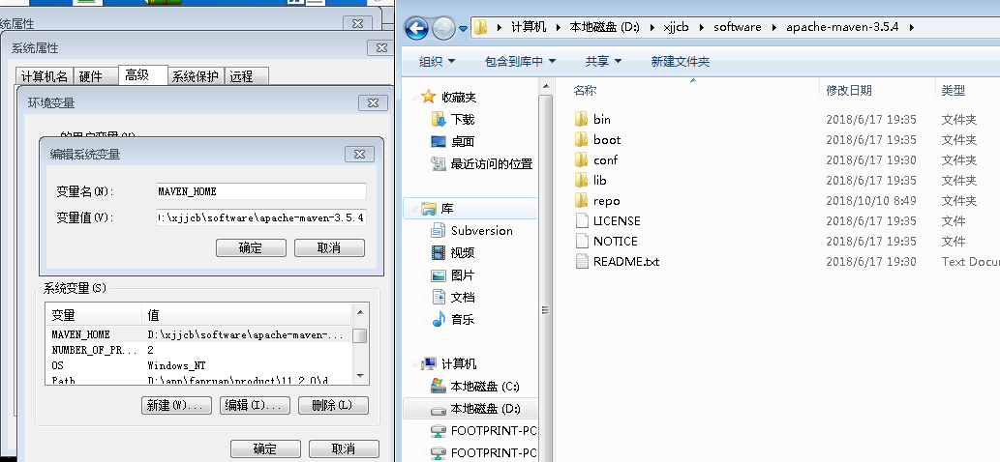 统属性
系统属性
计算机名
硬件
高级
系统保护
远程
环境变量
编辑系统变量
变量名(N):
MAVEN_HOME
变量值(V):
:\xjjcb\software\apache-maven-3.5.4
确定
取消
系统变量(S)
变量 值
MAVEN_HOME D:\xjjcb\software\apache-maven-...
NUMBER_OF_PR... 2
OS Windows_NT
Path D:\app\fanruan\product\11.2.0\d
新建(W)...
编辑(I)...
删除(L)
确定
取消
计算机
本地磁盘 (D:)
xjjcb
software
apache-maven-3.5.4
组织
包含到库中
共享
新建文件夹
收藏夹
下载
桌面
最近访问的位置
库
Subversion
视频
图片
文档
音乐
计算机
本地磁盘 (C:)
本地磁盘 (D:)
FOOTPRINT-PC
FOOTPRINT-PC
名称 修改日期 类型
bin 2018/6/17 19:35 文件夹
boot 2018/6/17 19:35 文件夹
conf 2018/6/17 19:30 文件夹
lib 2018/6/17 19:35 文件夹
repo 2018/10/10 8:49 文件夹
LICENSE 2018/6/17 19:35 文件
NOTICE 2018/6/17 19:35 文件
README.txt 2018/6/17 19:30 Text Docu